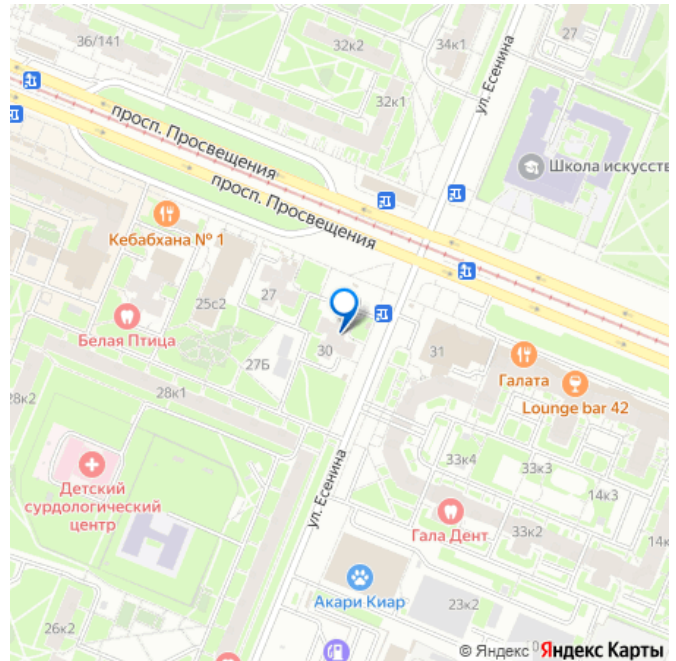 36/141
32к2
34к1
27
32к1
ул. Есенина
просп. Просвещения
Школа искусств
просп. Просвещения
Кебабхана № 1
27
25с2
Белая Птица
30
31
27Б
Галата
28к2
28к1
Lounge bar 42
33к4
33к3
Детский
сурдологический
центр
14к3
ул. Есенина
Гала Дент
33к2
14к
Акари Киар
23к2
26к2
© Яндекс
Яндекс Карты